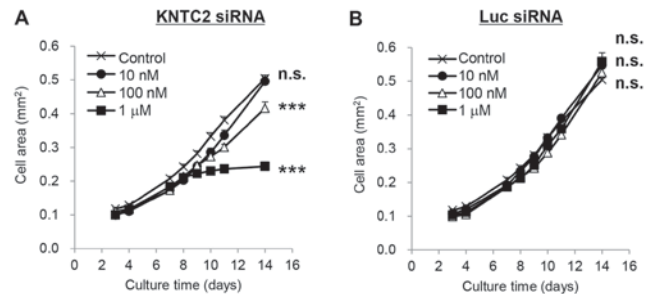 A
KNTC2 siRNA
Control
10 nM
100 nM
1 µM
n.s.
***
***
Cell area (mm²)
0.6
0.5
0.4
0.3
0.2
0.1
0.0
0 2 4 6 8 10 12 14 16
Culture time (days)
B
Luc siRNA
Control
10 nM
100 nM
1 µM
n.s.
n.s.
n.s.
Cell area (mm²)
0.6
0.5
0.4
0.3
0.2
0.1
0.0
0 2 4 6 8 10 12 14 16
Culture time (days)